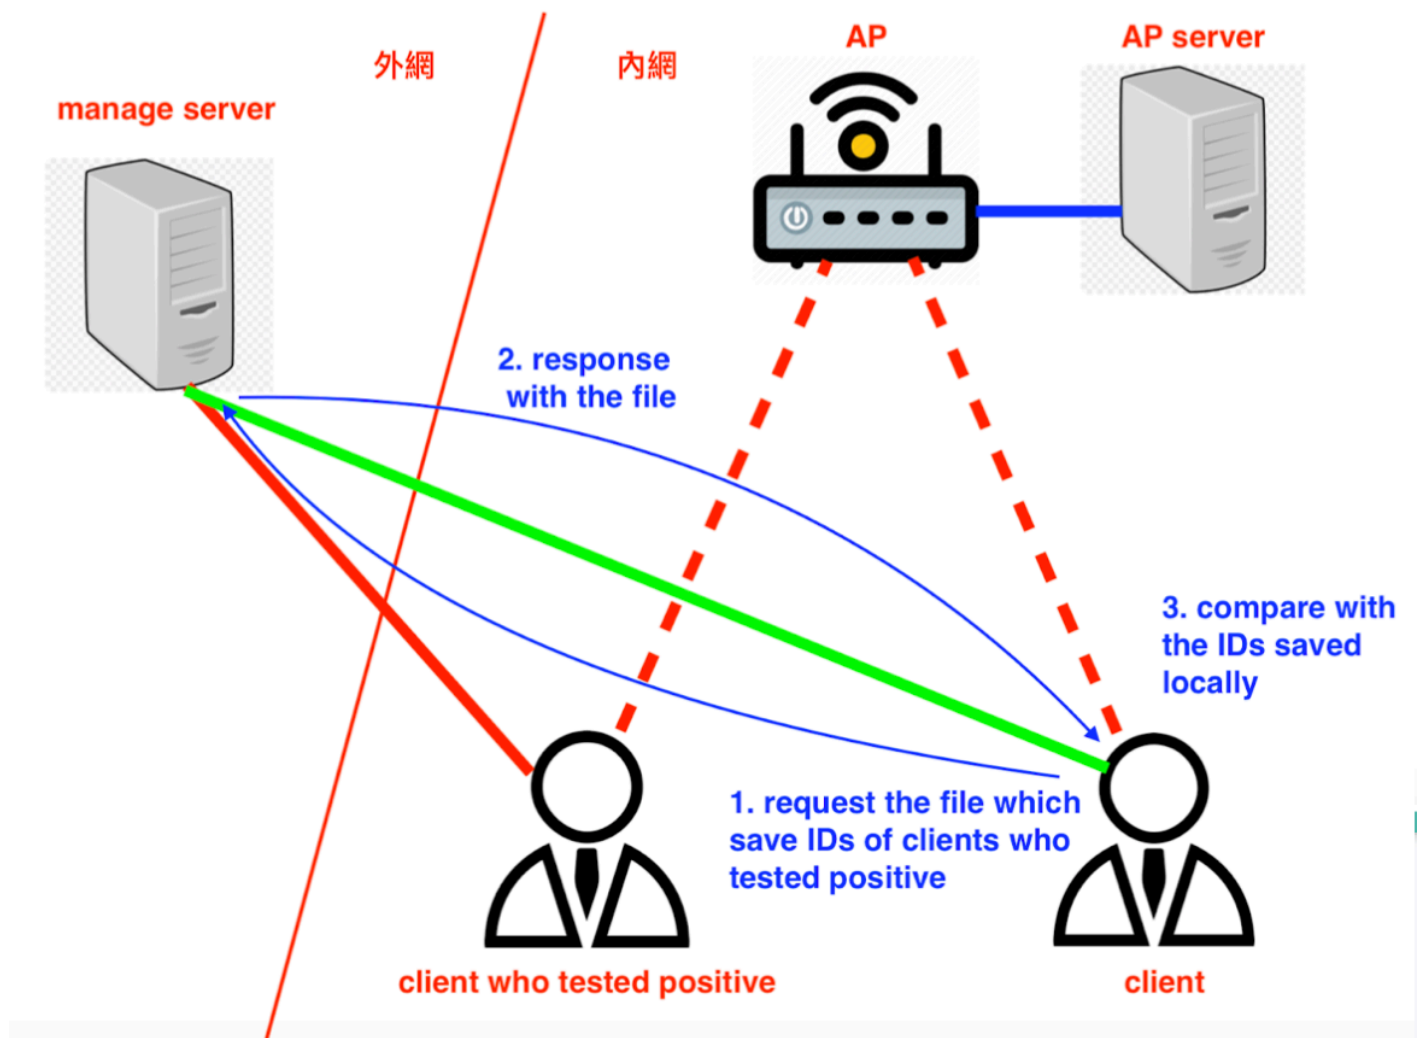 外網
內網
AP
AP server
manage server
2. response
with the file
3. compare with
the IDs saved
locally
1. request the file which
save IDs of clients who
tested positive
client who tested positive
client